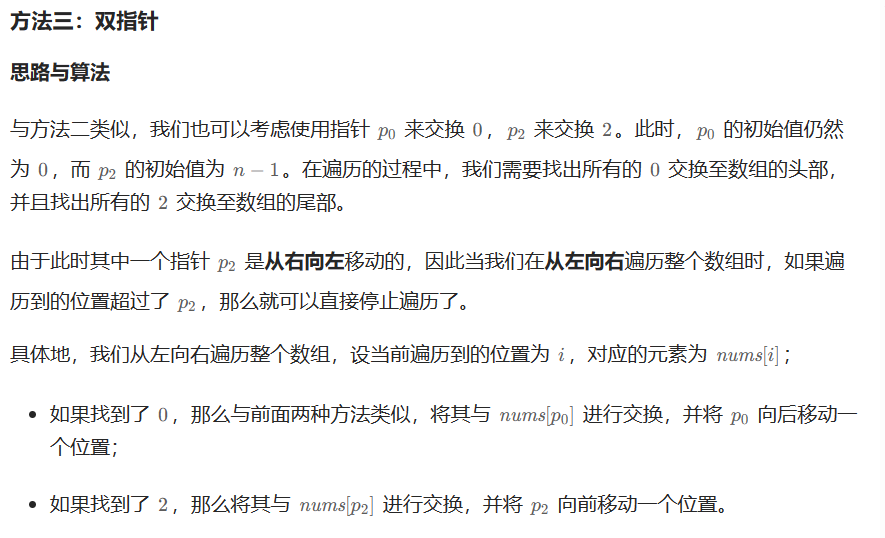 方法三：双指针
思路与算法
与方法二类似，我们也可以考虑使用指针 p₀ 来交换 0，p₂ 来交换 2。此时，p₀ 的初始值仍然
为 0，而 p₂ 的初始值为 n − 1。在遍历的过程中，我们需要找出所有的 0 交换至数组的头部，
并且找出所有的 2 交换至数组的尾部。
由于此时其中一个指针 p₂ 是从右向左移动的，因此当我们在从左向右遍历整个数组时，如果遍
历到的位置超过了 p₂，那么就可以直接停止遍历了。
具体地，我们从左向右遍历整个数组，设当前遍历到的位置为 i，对应的元素为 nums[i]；
• 如果找到了 0，那么与前面两种方法类似，将其与 nums[p₀] 进行交换，并将 p₀ 向后移动一
个位置；
• 如果找到了 2，那么将其与 nums[p₂] 进行交换，并将 p₂ 向前移动一个位置。